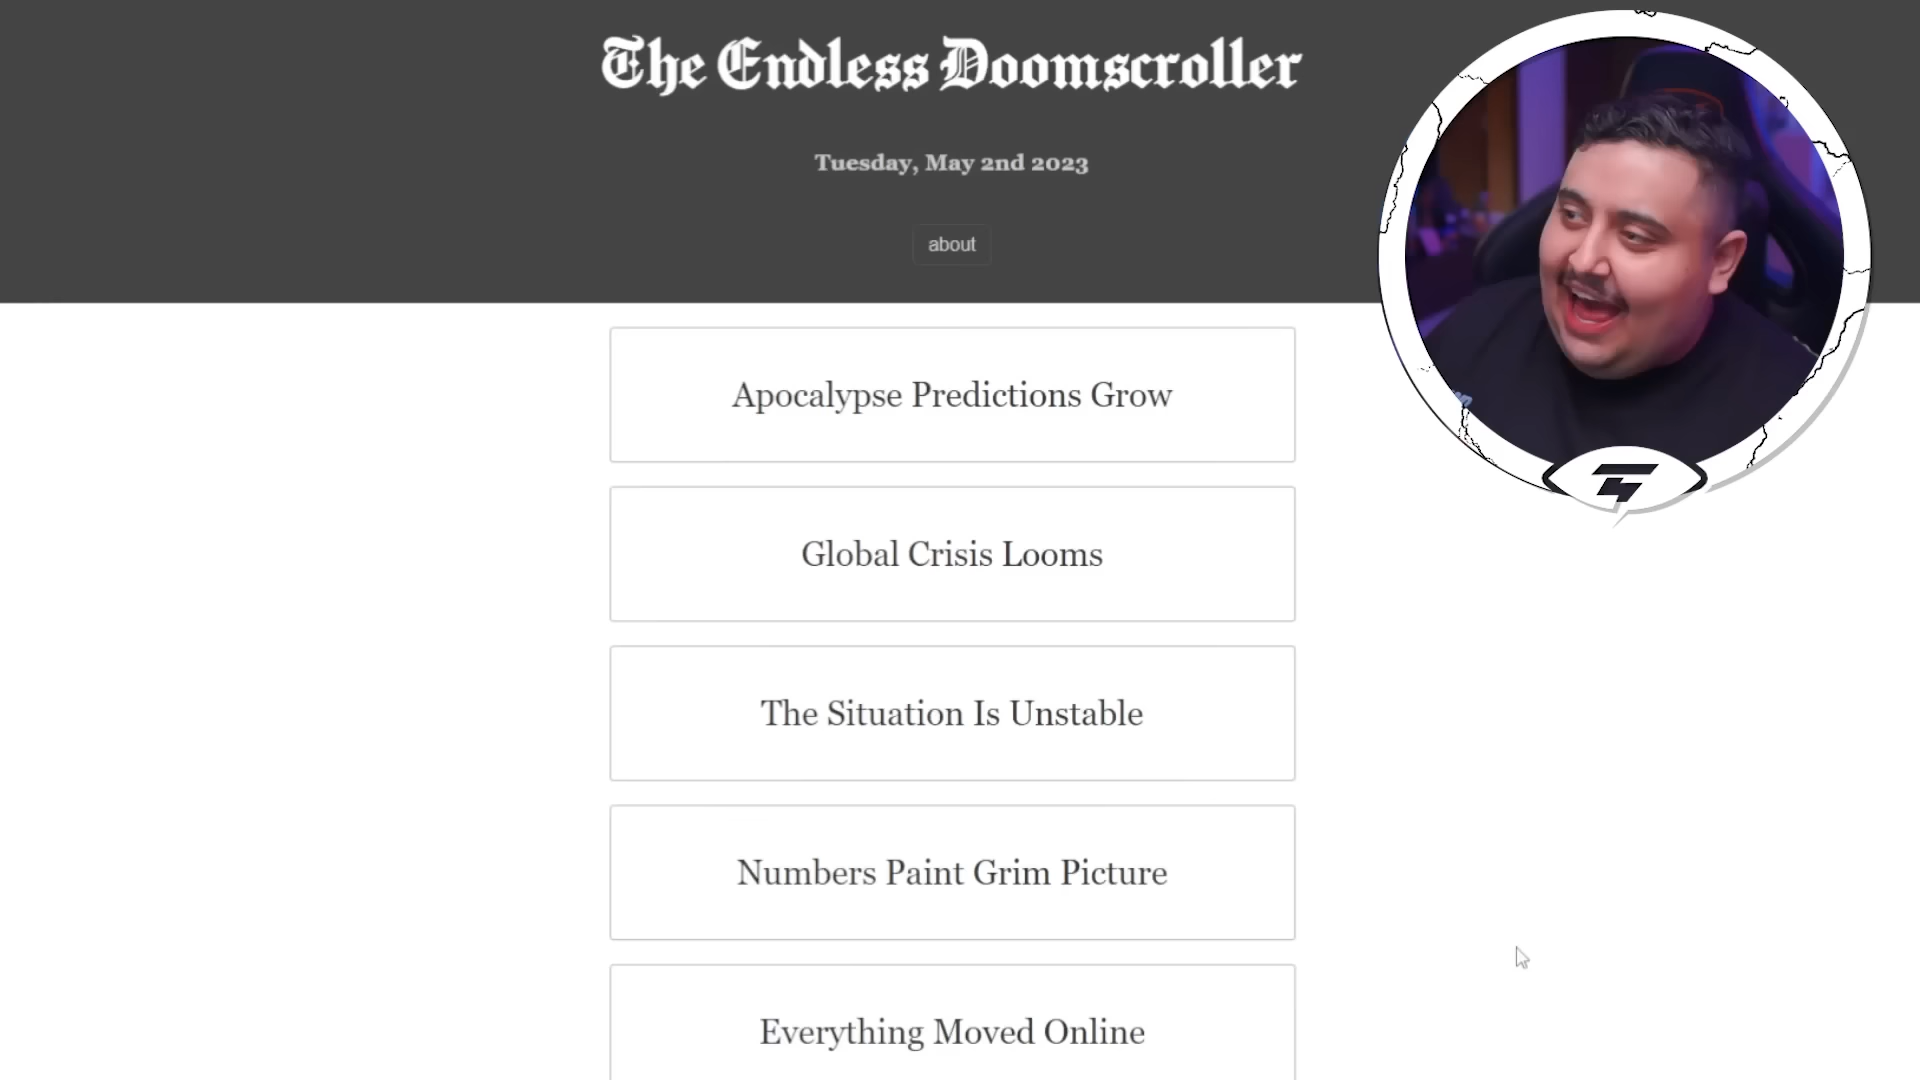 The Endless Doomscroller
Tuesday, May 2nd 2023
about
Apocalypse Predictions Grow
Global Crisis Looms
The Situation Is Unstable
Numbers Paint Grim Picture
Everything Moved Online